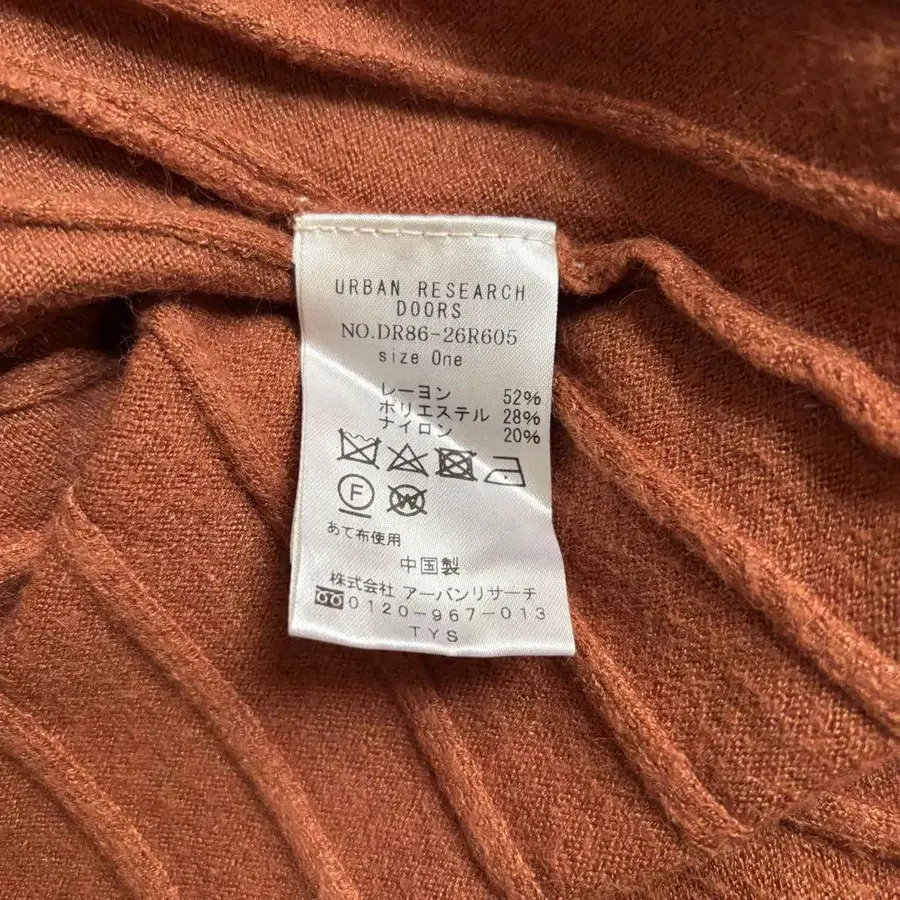 URBAN RESEARCH
DOORS
NO.DR86-26R605
size One
レーヨン 52%
ポリエステル 28%
ナイロン 20%
F W
あて布使用
中国製
株式会社 アーバンリサーチ
0120-967-013
TYS